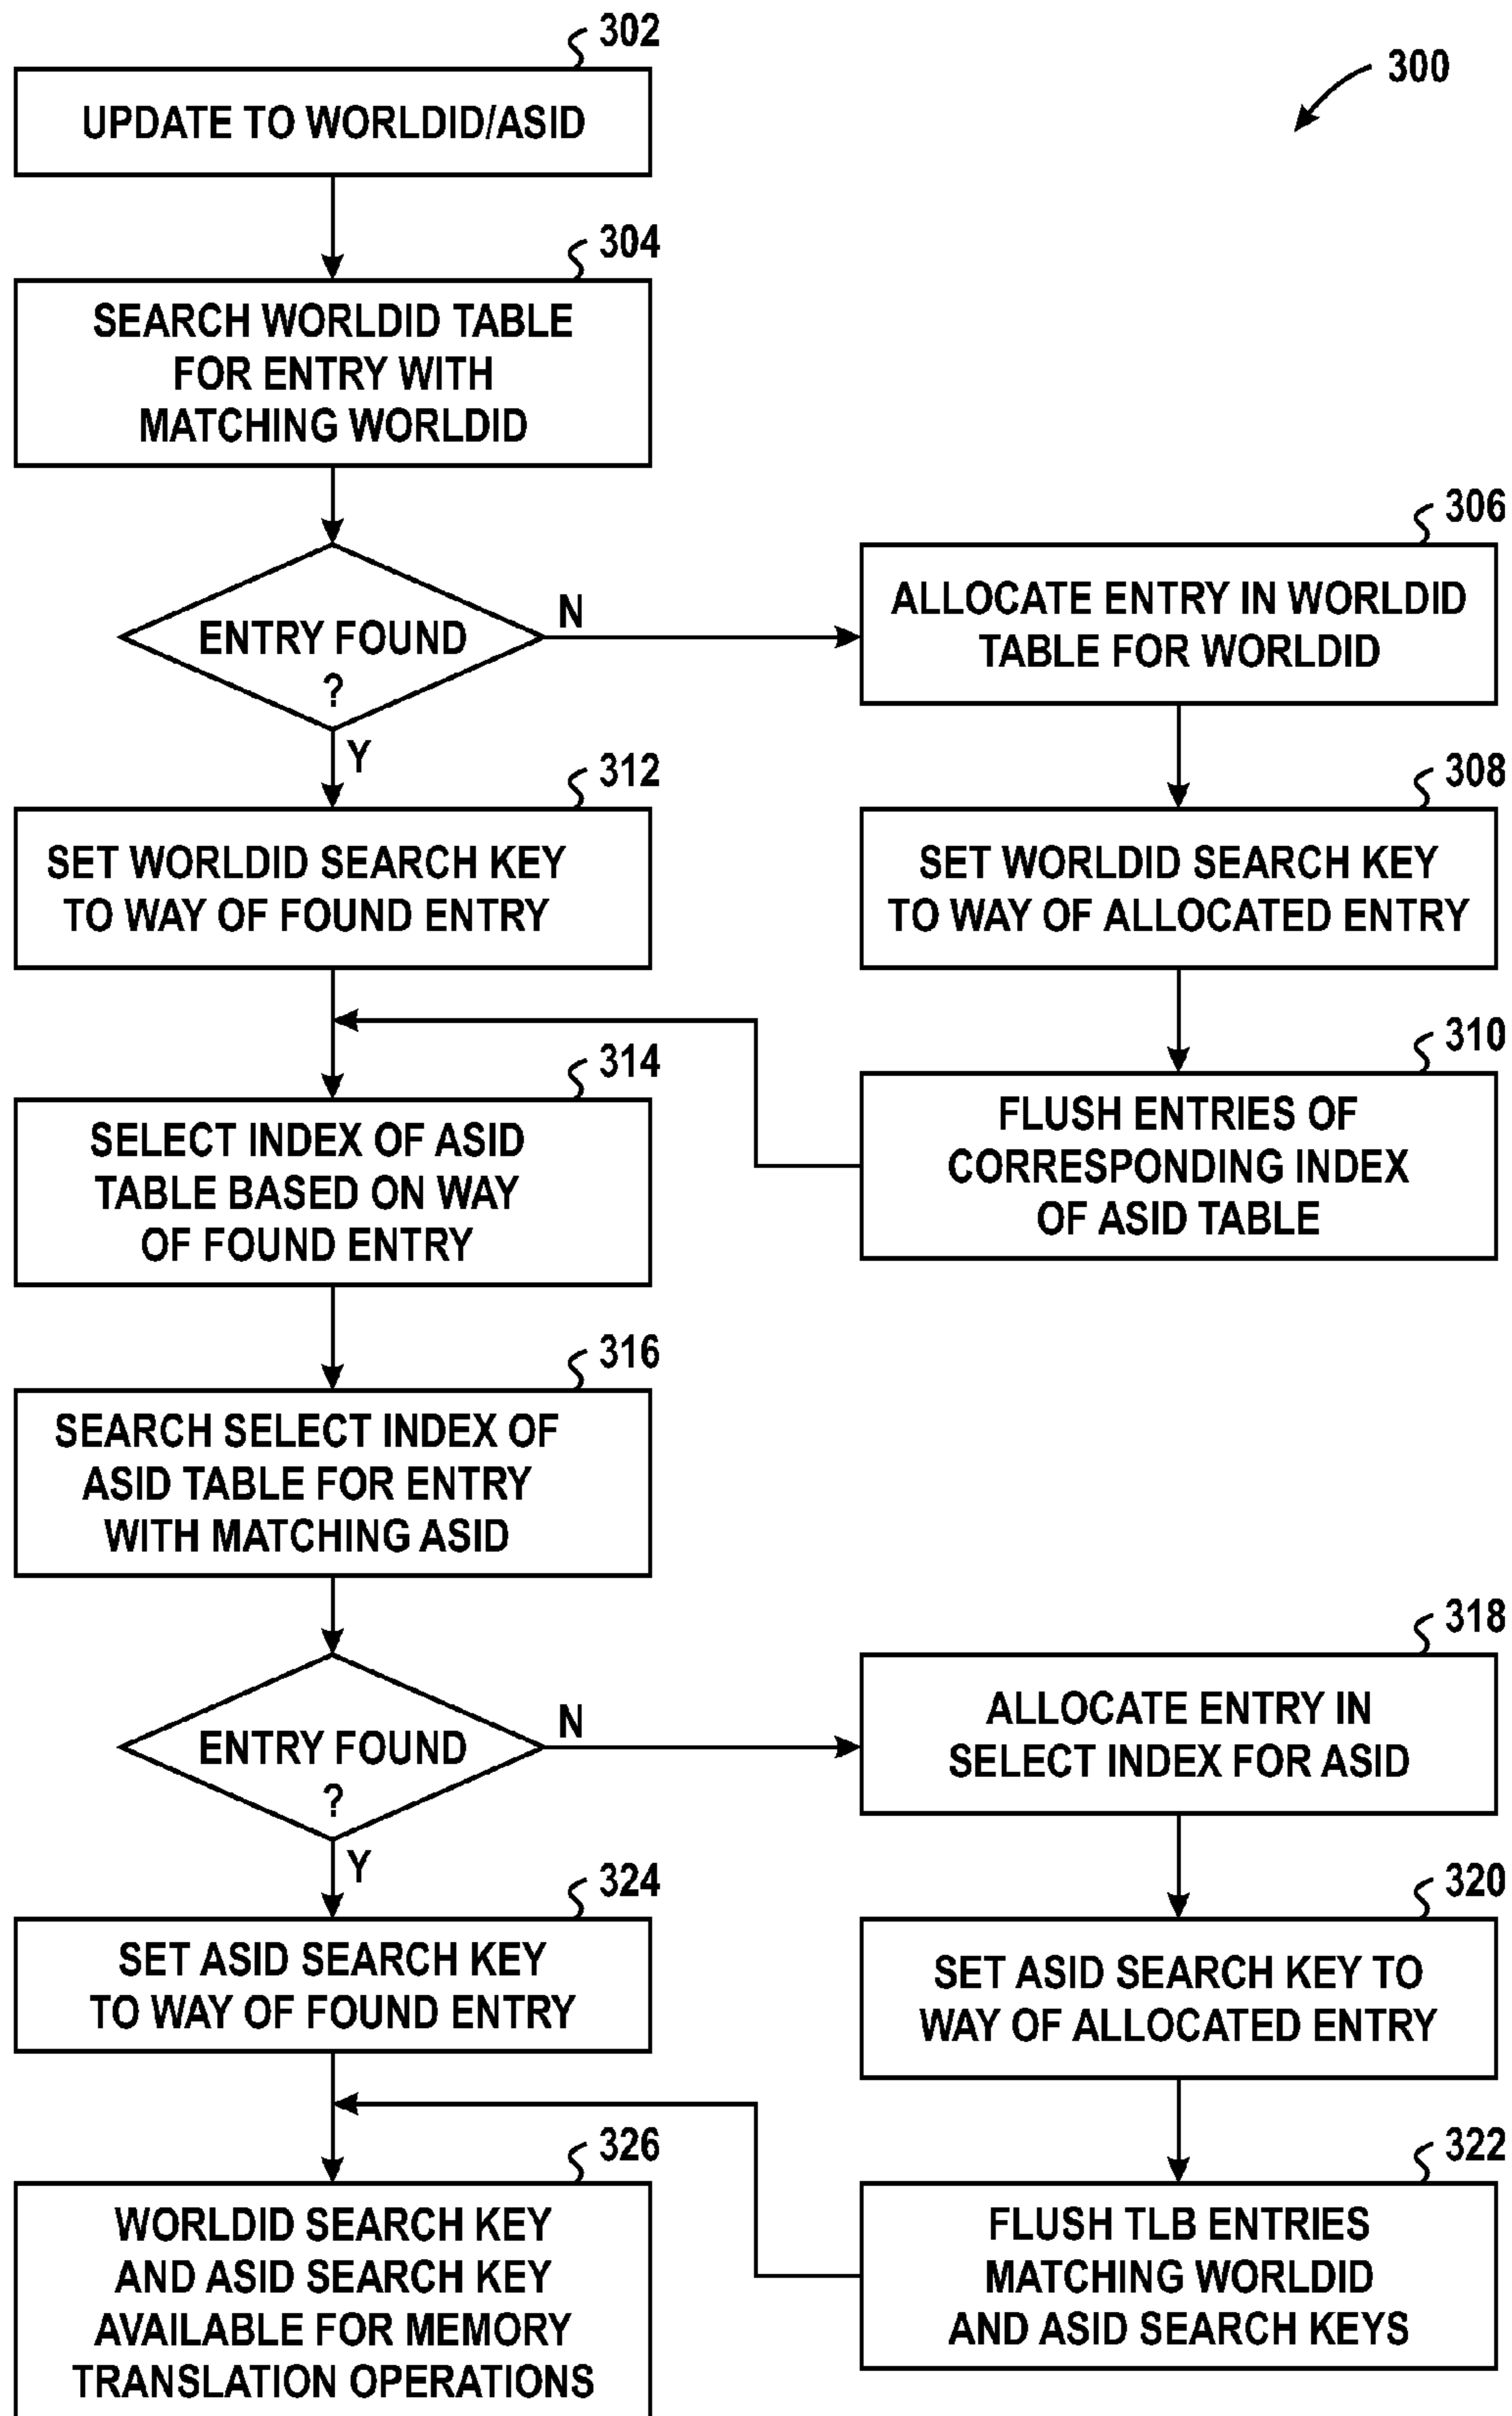 302
300
UPDATE TO WORLDID/ASID
304
SEARCH WORLDID TABLE
FOR ENTRY WITH
MATCHING WORLDID
306
ENTRY FOUND
?
N
Y
ALLOCATE ENTRY IN WORLDID
TABLE FOR WORLDID
312
SET WORLDID SEARCH KEY
TO WAY OF FOUND ENTRY
308
SET WORLDID SEARCH KEY
TO WAY OF ALLOCATED ENTRY
310
FLUSH ENTRIES OF
CORRESPONDING INDEX
OF ASID TABLE
314
SELECT INDEX OF ASID
TABLE BASED ON WAY
OF FOUND ENTRY
316
SEARCH SELECT INDEX OF
ASID TABLE FOR ENTRY
WITH MATCHING ASID
ENTRY FOUND
?
N
Y
318
ALLOCATE ENTRY IN
SELECT INDEX FOR ASID
324
SET ASID SEARCH KEY
TO WAY OF FOUND ENTRY
320
SET ASID SEARCH KEY TO
WAY OF ALLOCATED ENTRY
322
FLUSH TLB ENTRIES
MATCHING WORLDID
AND ASID SEARCH KEYS
326
WORLDID SEARCH KEY
AND ASID SEARCH KEY
AVAILABLE FOR MEMORY
TRANSLATION OPERATIONS